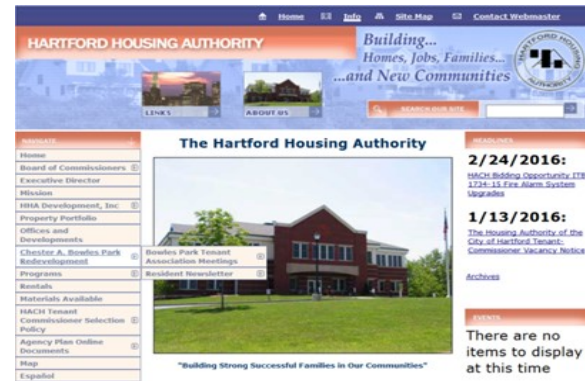 Home Info Site Map Contact Webmaster
HARTFORD HOUSING AUTHORITY
Building...
Homes, Jobs, Families...
...and New Communities
HARTFORD HOUSING
AUTHORITY
LINKS
ABOUT US
SEARCH OUR SITE
NAVIGATE
Home
Board of Commissioners
Executive Director
Mission
HHA Development, Inc
Property Portfolio
Offices and
Developments
Chester A. Bowles Park
Redevelopment
Programs
Rentals
Materials Available
HACH Tenant
Commissioner Selection
Policy
Agency Plan Online
Documents
Map
Español
Bowles Park Tenant
Association Meetings
Resident Newsletter
The Hartford Housing Authority
"Building Strong Successful Families in Our Communities"
HEADLINES
2/24/2016:
HACH Bidding Opportunity ITB
1734-15 Fire Alarm System
Upgrades
1/13/2016:
The Housing Authority of the
City of Hartford Tenant-
Commissioner Vacancy Notice
Archives
EVENTS
There are no
items to display
at this time